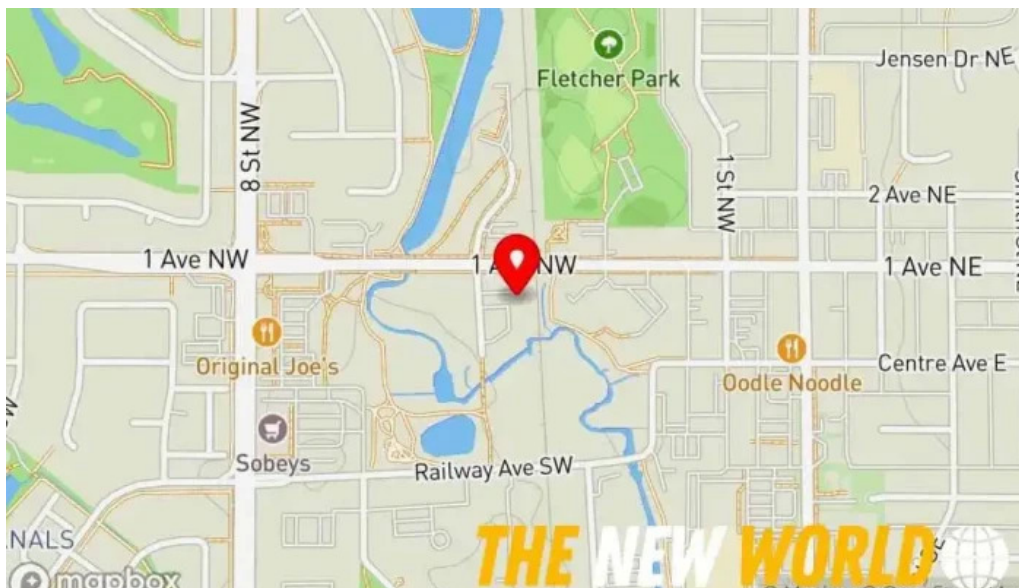 Jensen Dr NE
Fletcher Park
8 St NW
1 St NW
2 Ave NE
1 Ave NW
NW
1 Ave NE
Original Joe's
Oodle Noodle
Centre Ave E
Sobeys
Railway Ave SW
NALS
THE NEW WORLD
mapbox